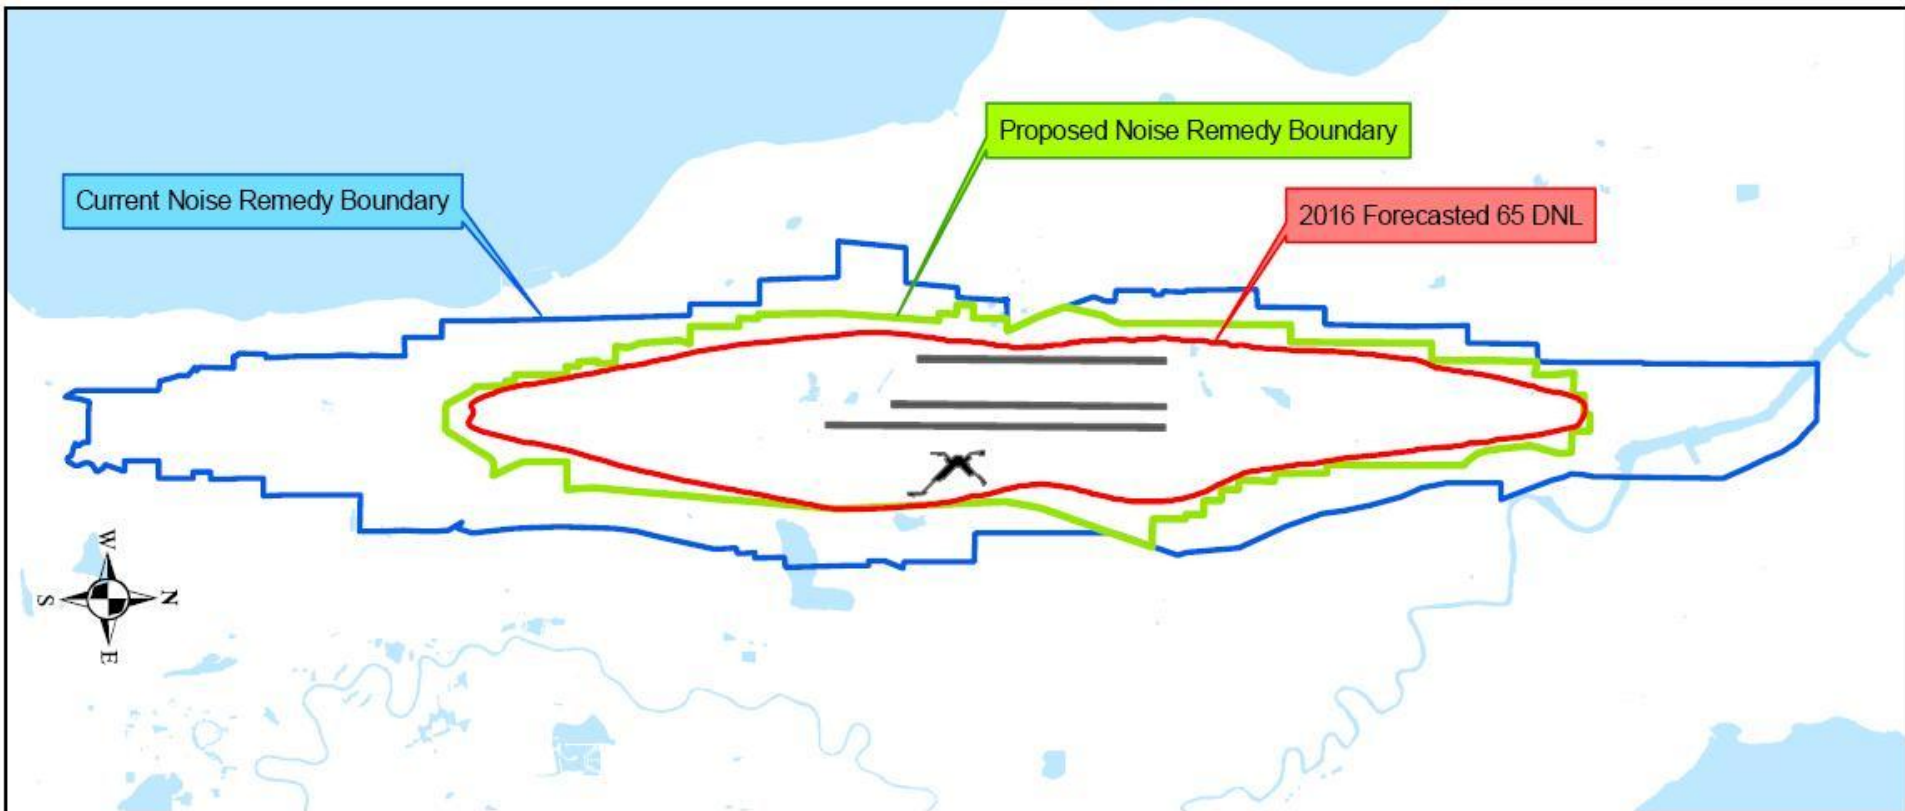 Proposed Noise Remedy Boundary
Current Noise Remedy Boundary
2016 Forecasted 65 DNL
W
S
N
E